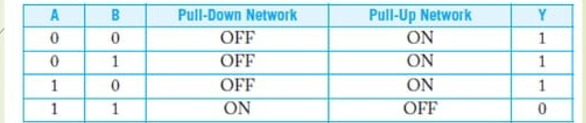 A B Pull-Down Network Pull-Up Network Y
0 0 OFF ON 1
0 1 OFF ON 1
1 0 OFF ON 1
1 1 ON OFF 0